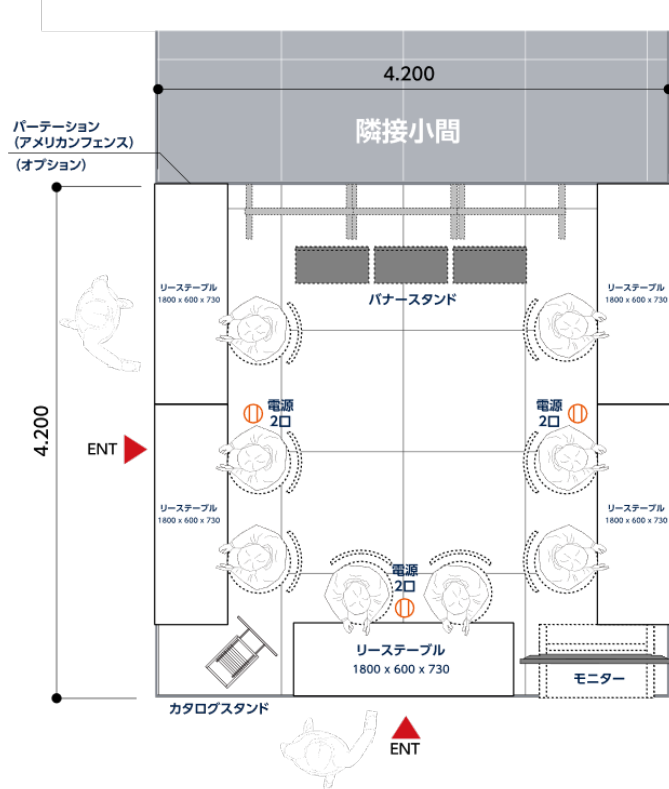 4.200
隣接小間
パーテーション
(アメリカンフェンス)
(オプション)
リーステーブル
1800 x 600 x 730
リーステーブル
1800 x 600 x 730
バナースタンド
4.200
電源
2口
電源
2口
ENT
リーステーブル
1800 x 600 x 730
リーステーブル
1800 x 600 x 730
電源
2口
リーステーブル
1800 x 600 x 730
モニター
カタログスタンド
ENT